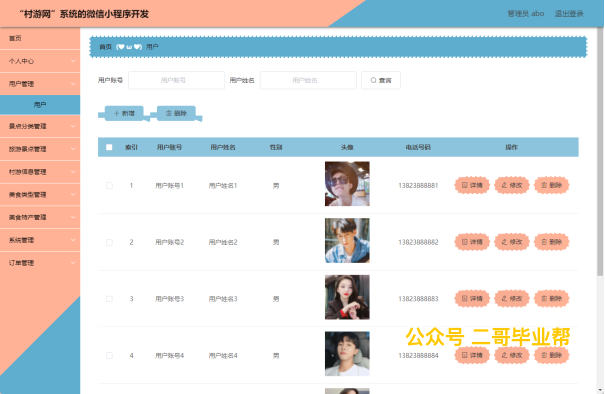 “村游网”系统的微信小程序开发
管理员 abo 退出登录
首页
个人中心
用户管理
用户
景点分类管理
旅游景点管理
村游信息管理
美食类型管理
美食特产管理
系统管理
订单管理
首页 (❤ω❤) 用户
用户账号 用户账号 用户姓名 用户姓名 查询
+ 新增 删除
索引 用户账号 用户姓名 性别 头像 电话号码 操作
1 用户账号1 用户姓名1 男 13823888881 详情 修改 删除
2 用户账号2 用户姓名2 男 13823888882 详情 修改 删除
3 用户账号3 用户姓名3 男 13823888883 详情 修改 删除
公众号 二哥毕业帮
4 用户账号4 用户姓名4 男 13823888884 详情 修改 删除